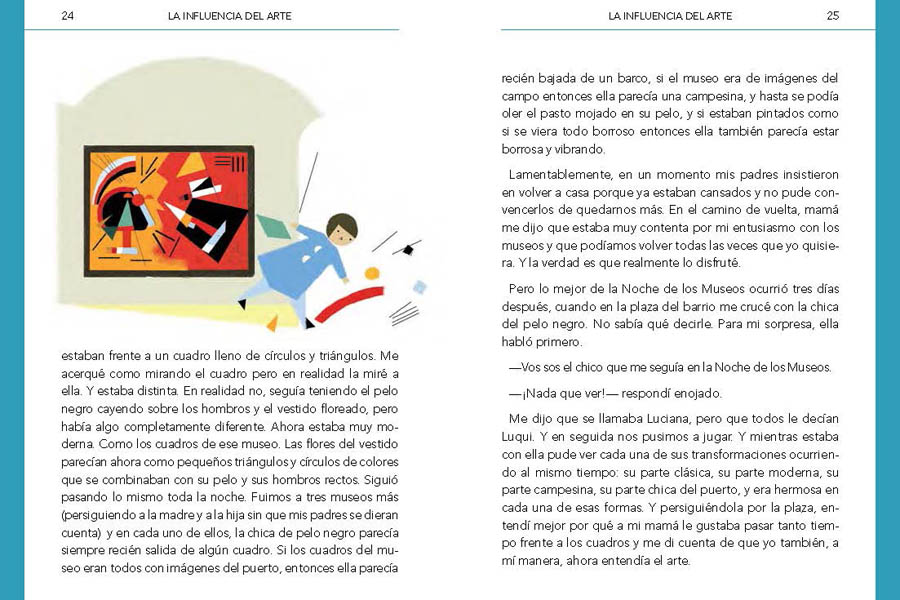 24
LA INFLUENCIA DEL ARTE
estaban frente a un cuadro lleno de círculos y triángulos. Me
acerqué como mirando el cuadro pero en realidad la miré a
ella. Y estaba distinta. En realidad no, seguía teniendo el pelo
negro cayendo sobre los hombros y el vestido floreado, pero
había algo completamente diferente. Ahora estaba muy mo-
derna. Como los cuadros de ese museo. Las flores del vestido
parecían ahora como pequeños triángulos y círculos de colores
que se combinaban con su pelo y sus hombros rectos. Siguió
pasando lo mismo toda la noche. Fuimos a tres museos más
(persiguiendo a la madre y a la hija sin que mis padres se dieran
cuenta) y en cada uno de ellos, la chica de pelo negro parecía
siempre recién salida de algún cuadro. Si los cuadros del mu-
seo eran todos con imágenes del puerto, entonces ella parecía
LA INFLUENCIA DEL ARTE
25
recién bajada de un barco, si el museo era de imágenes del
campo entonces ella parecía una campesina, y hasta se podía
oler el pasto mojado en su pelo, y si estaban pintados como
si se viera todo borroso entonces ella también parecía estar
borrosa y vibrando.
Lamentablemente, en un momento mis padres insistieron
en volver a casa porque ya estaban cansados y no pude con-
vencerlos de quedarnos más. En el camino de vuelta, mamá
me dijo que estaba muy contenta por mi entusiasmo con los
museos y que podíamos volver todas las veces que yo quisie-
ra. Y la verdad es que realmente lo disfruté.
Pero lo mejor de la Noche de los Museos ocurrió tres días
después, cuando en la plaza del barrio me crucé con la chica
del pelo negro. No sabía qué decirle. Para mi sorpresa, ella
habló primero.
—Vos sos el chico que me seguía en la Noche de los Museos.
—¡Nada que ver!— respondí enojado.
Me dijo que se llamaba Luciana, pero que todos le decían
Luqui. Y en seguida nos pusimos a jugar. Y mientras estaba
con ella pude ver cada una de sus transformaciones ocurrien-
do al mismo tiempo: su parte clásica, su parte moderna, su
parte campesina, su parte chica del puerto, y era hermosa en
cada una de esas formas. Y persiguiéndola por la plaza, en-
tendí mejor por qué a mi mamá le gustaba pasar tanto tiem-
po frente a los cuadros y me di cuenta de que yo también, a
mí manera, ahora entendía el arte.